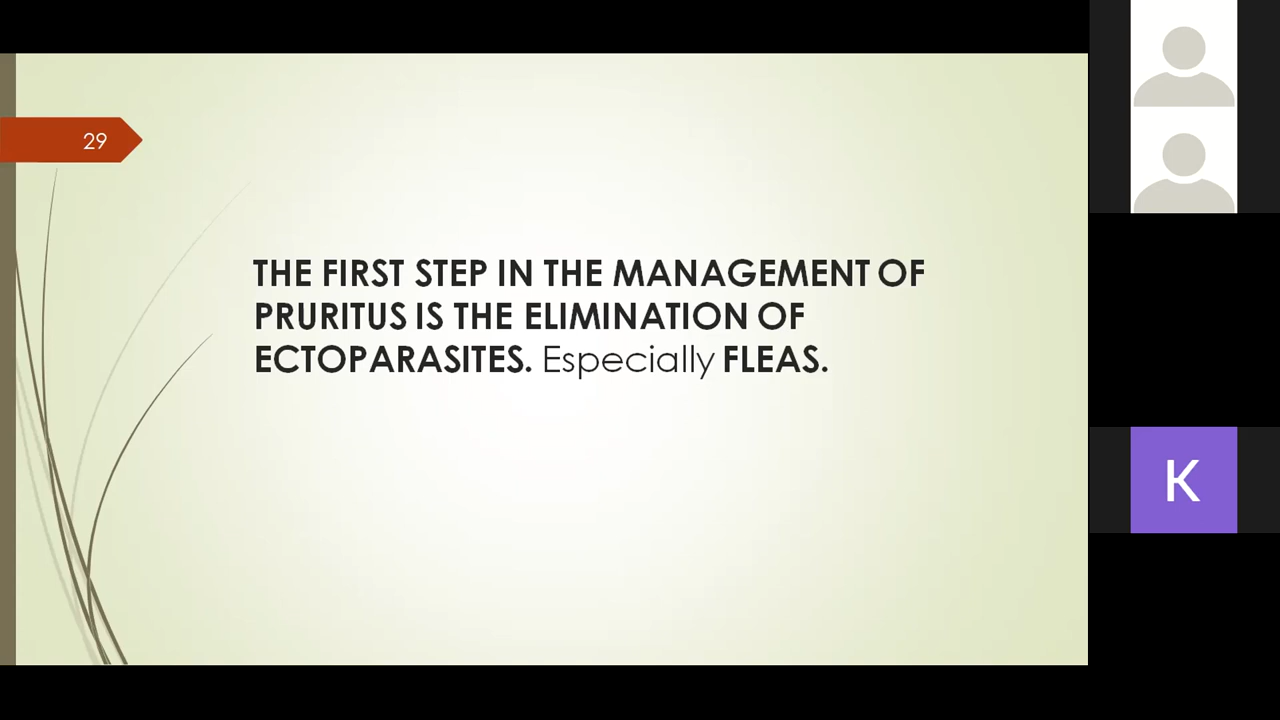 29
THE FIRST STEP IN THE MANAGEMENT OF
PRURITUS IS THE ELIMINATION OF
ECTOPARASITES. Especially FLEAS.
K